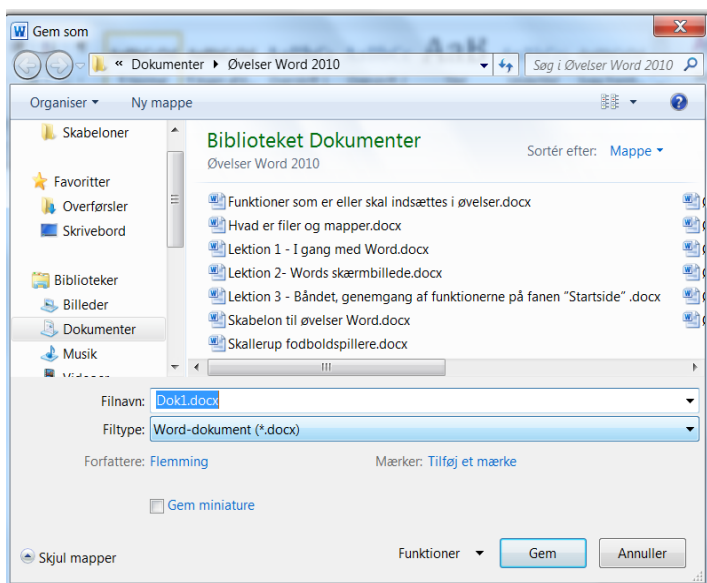 Gem som
« Dokumenter Øvelser Word 2010
Søg i Øvelser Word 2010
Organiser Ny mappe
Skabeloner
Favoritter
Overførsler
Skrivebord
Biblioteker
Billeder
Dokumenter
Musik
Biblioteket Dokumenter
Øvelser Word 2010
Sortér efter: Mappe
Funktioner som er eller skal indsættes i øvelser.docx
Hvad er filer og mapper.docx
Lektion 1 - I gang med Word.docx
Lektion 2- Words skærmbillede.docx
Lektion 3 - Båndet, genemgang af funktionerne på fanen "Startside" .docx
Skabelon til øvelser Word.docx
Skallerup fodboldspillere.docx
Filnavn: Dok1.docx
Filtype: Word-dokument (*.docx)
Forfattere: Flemming Mærker: Tilføj et mærke
Gem miniature
Skjul mapper Funktioner Gem Annuller